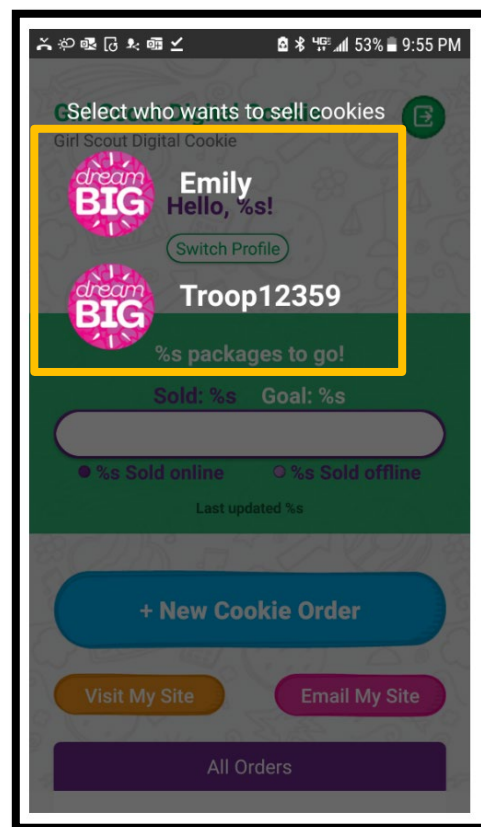 53% 9:55 PM
Select who wants to sell cookies
Girl Scout Digital Cookie
dream BIG
Emily
Hello, %s!
Switch Profile
dream BIG
Troop12359
%s packages to go!
Sold: %s Goal: %s
%s Sold online %s Sold offline
Last updated %s
+ New Cookie Order
Visit My Site Email My Site
All Orders